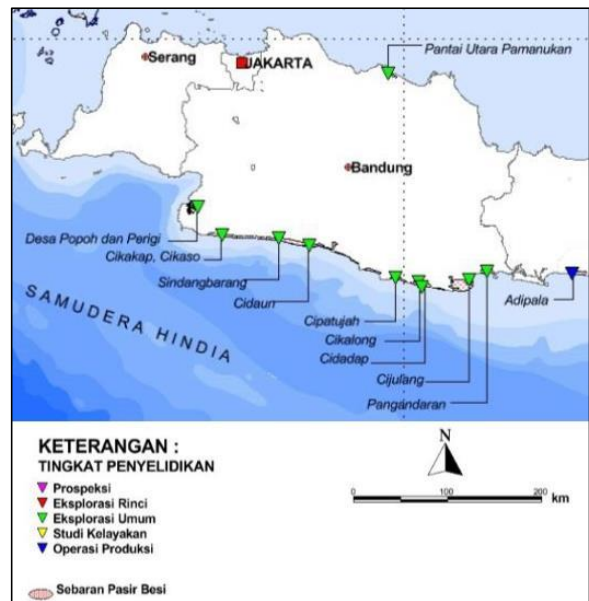 Pantai Utara Pamanukan
Serang
JAKARTA
Bandung
Desa Popoh dan Perigi
Cikakap, Cikaso
Sindangbarang
Cidaun
Cipatujah
Cikalong
Cidadap
Cijulang
Pangandaran
Adipala
SAMUDERA HINDIA
KETERANGAN :
TINGKAT PENYELIDIKAN
Prospeksi
Eksplorasi Rinci
Eksplorasi Umum
Studi Kelayakan
Operasi Produksi
Sebaran Pasir Besi
N
0 100 200 km